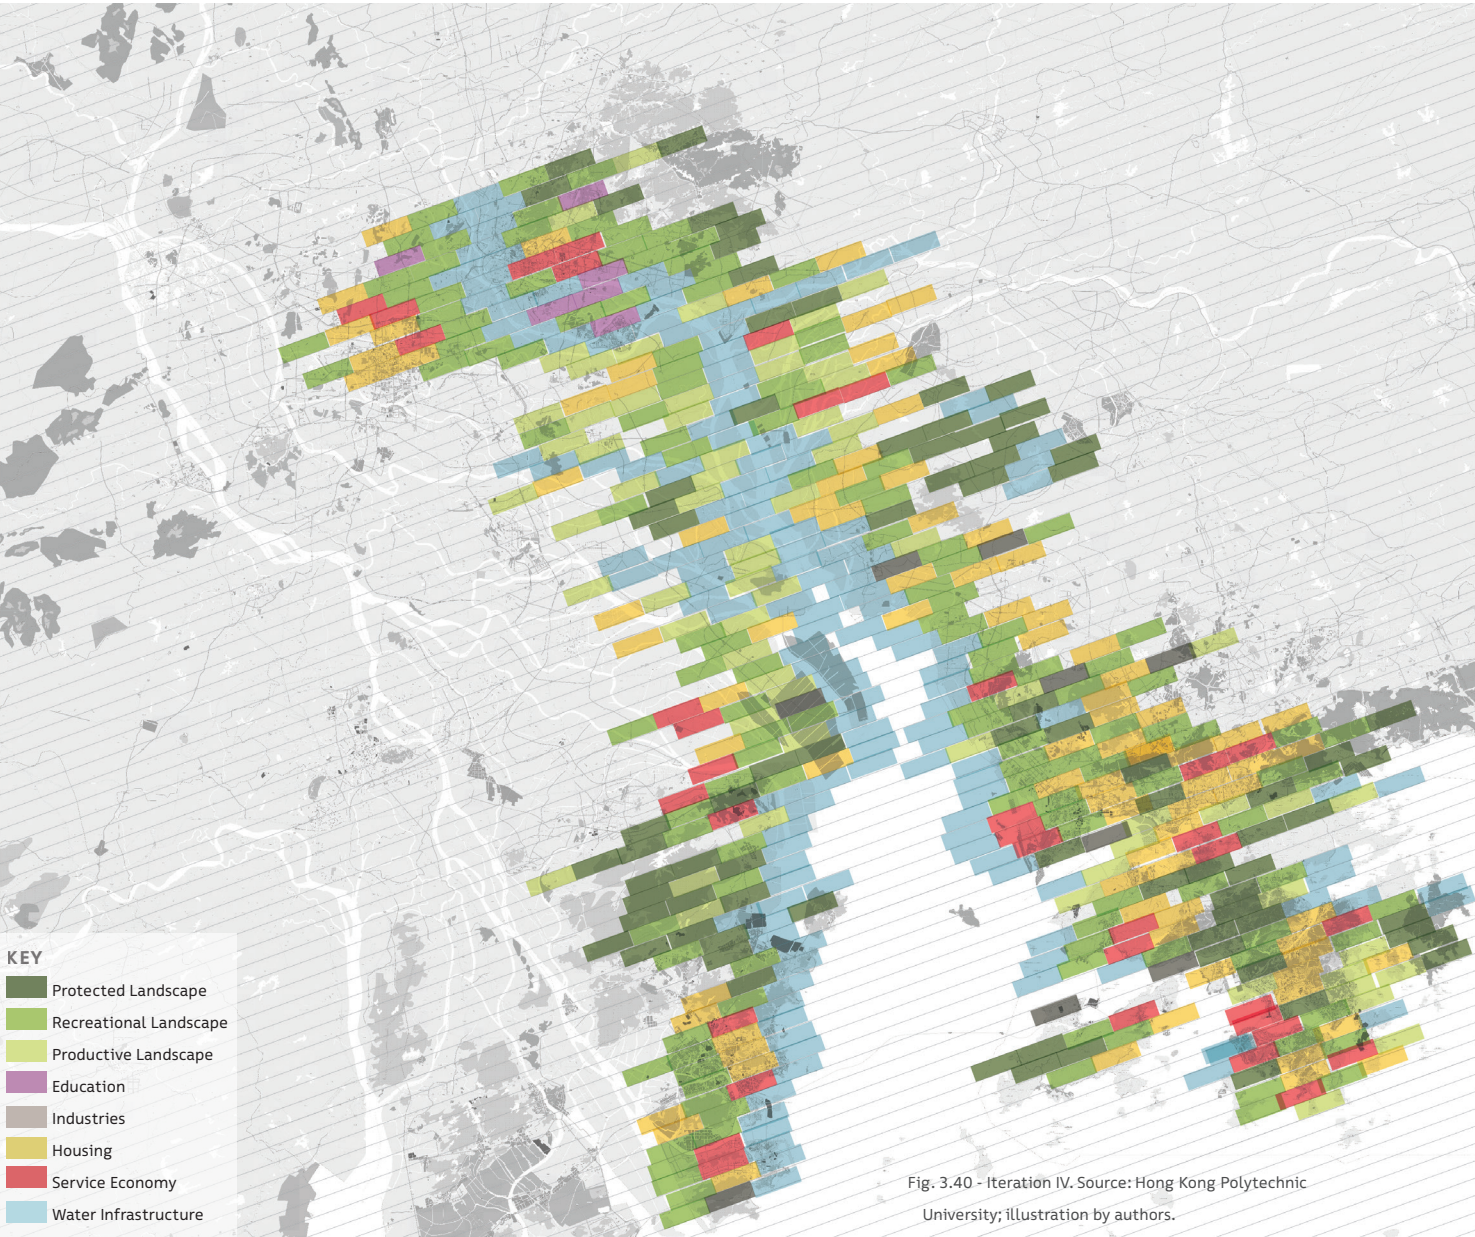 KEY
Protected Landscape
Recreational Landscape
Productive Landscape
Education
Industries
Housing
Service Economy
Water Infrastructure
Fig. 3.40 - Iteration IV. Source: Hong Kong Polytechnic
University; illustration by authors.